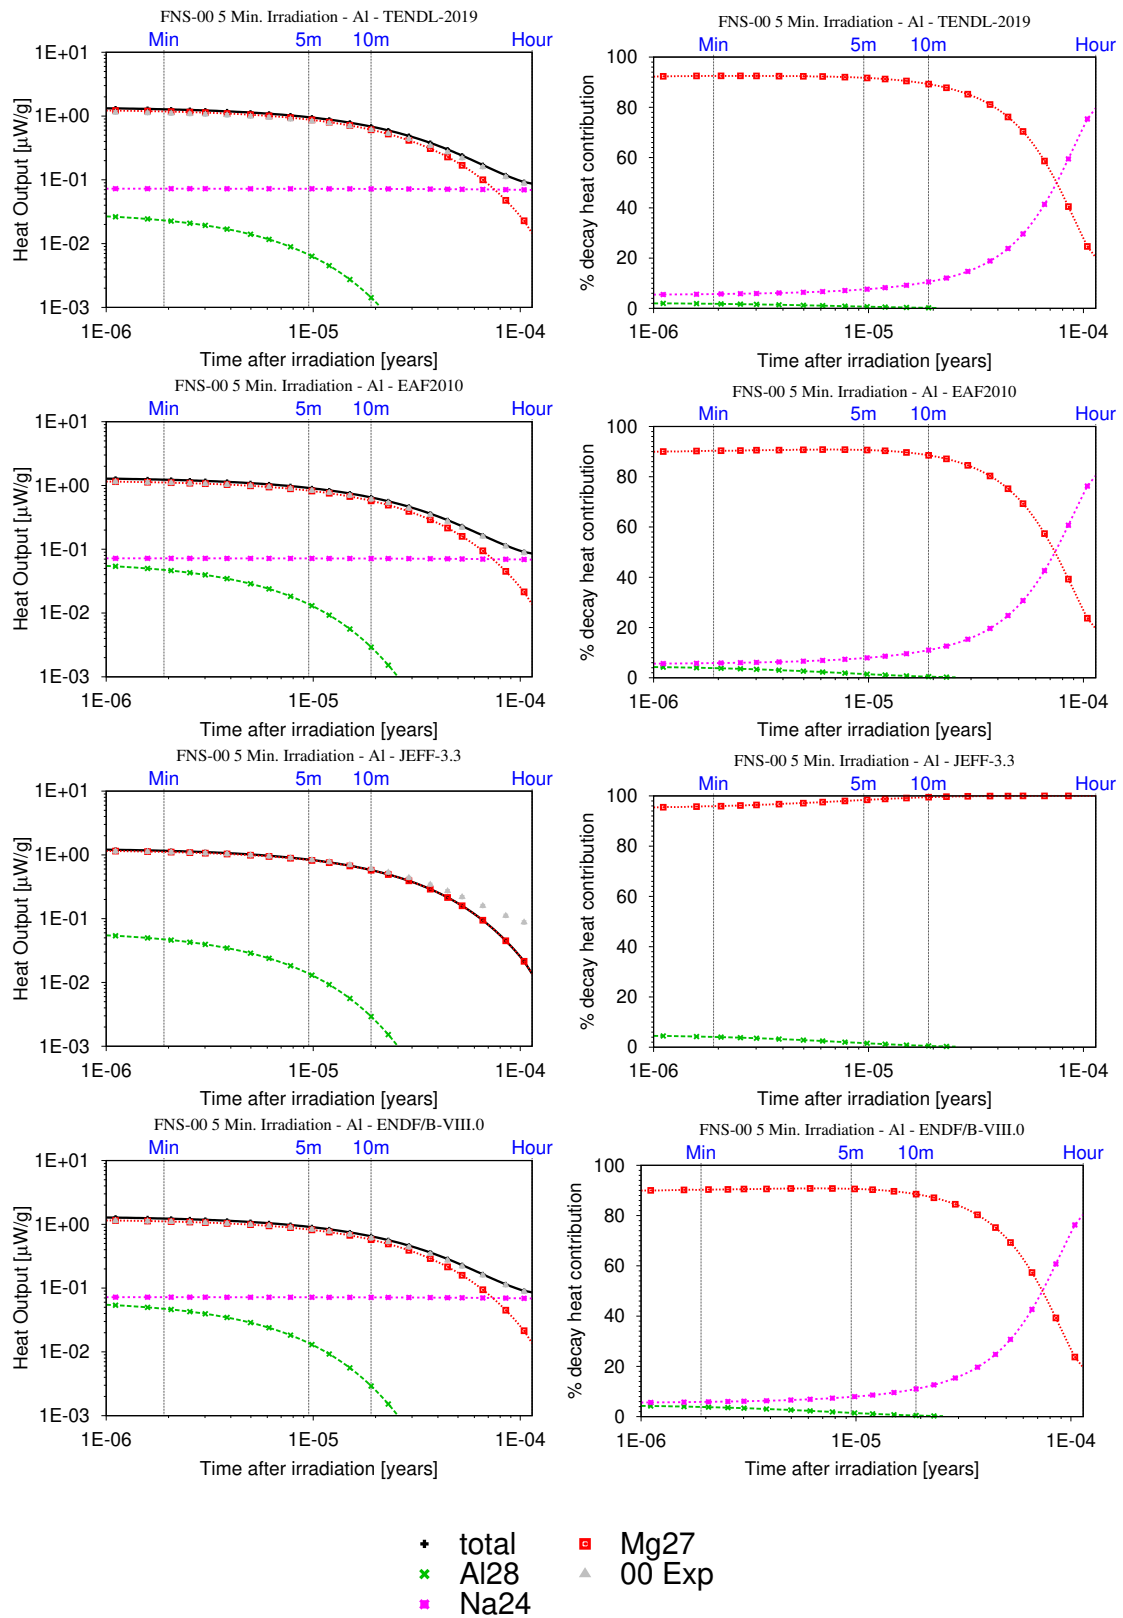 FNS-00 5 Min. Irradiation - Al - TENDL-2019
Min 5m 10m Hour
1E+01
1E+00
1E-01
1E-02
1E-03
Heat Output [µW/g]
1E-06 1E-05 1E-04
Time after irradiation [years]
FNS-00 5 Min. Irradiation - Al - TENDL-2019
Min 5m 10m Hour
100
80
60
40
20
0
% decay heat contribution
1E-06 1E-05 1E-04
Time after irradiation [years]
FNS-00 5 Min. Irradiation - Al - EAF2010
Min 5m 10m Hour
1E+01
1E+00
1E-01
1E-02
1E-03
Heat Output [µW/g]
1E-06 1E-05 1E-04
Time after irradiation [years]
FNS-00 5 Min. Irradiation - Al - EAF2010
Min 5m 10m Hour
100
80
60
40
20
0
% decay heat contribution
1E-06 1E-05 1E-04
Time after irradiation [years]
FNS-00 5 Min. Irradiation - Al - JEFF-3.3
Min 5m 10m Hour
1E+01
1E+00
1E-01
1E-02
1E-03
Heat Output [µW/g]
1E-06 1E-05 1E-04
Time after irradiation [years]
FNS-00 5 Min. Irradiation - Al - JEFF-3.3
Min 5m 10m Hour
100
80
60
40
20
0
% decay heat contribution
1E-06 1E-05 1E-04
Time after irradiation [years]
FNS-00 5 Min. Irradiation - Al - ENDF/B-VIII.0
Min 5m 10m Hour
1E+01
1E+00
1E-01
1E-02
1E-03
Heat Output [µW/g]
1E-06 1E-05 1E-04
Time after irradiation [years]
FNS-00 5 Min. Irradiation - Al - ENDF/B-VIII.0
Min 5m 10m Hour
100
80
60
40
20
0
% decay heat contribution
1E-06 1E-05 1E-04
Time after irradiation [years]
total Mg27
Al28 00 Exp
Na24